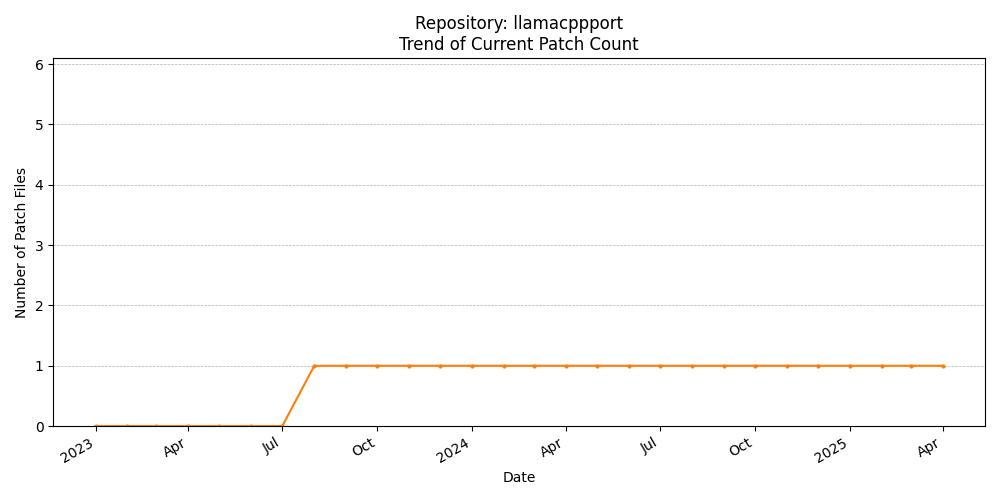 Repository: llamacppport
Trend of Current Patch Count
Number of Patch Files
6
5
4
3
2
1
0
2023
Apr
Jul
Oct
2024
Apr
Jul
Oct
2025
Apr
Date